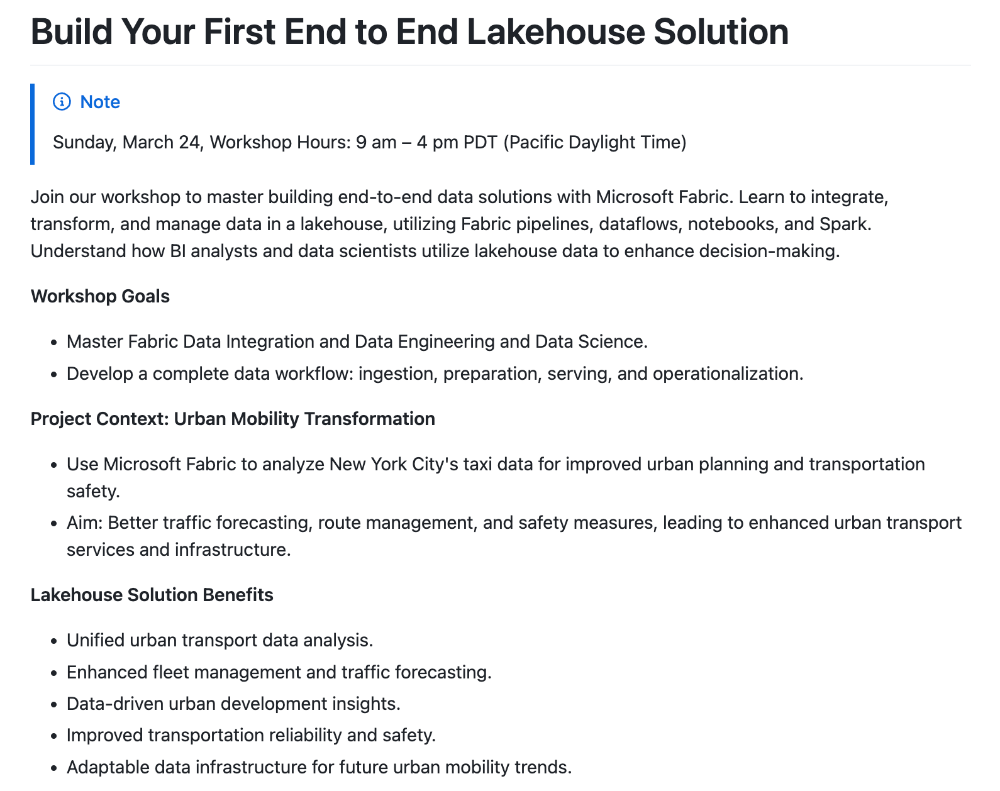 Build Your First End to End Lakehouse Solution
Note
Sunday, March 24, Workshop Hours: 9 am – 4 pm PDT (Pacific Daylight Time)
Join our workshop to master building end-to-end data solutions with Microsoft Fabric. Learn to integrate,
transform, and manage data in a lakehouse, utilizing Fabric pipelines, dataflows, notebooks, and Spark.
Understand how BI analysts and data scientists utilize lakehouse data to enhance decision-making.
Workshop Goals
• Master Fabric Data Integration and Data Engineering and Data Science.
• Develop a complete data workflow: ingestion, preparation, serving, and operationalization.
Project Context: Urban Mobility Transformation
• Use Microsoft Fabric to analyze New York City's taxi data for improved urban planning and transportation
safety.
• Aim: Better traffic forecasting, route management, and safety measures, leading to enhanced urban transport
services and infrastructure.
Lakehouse Solution Benefits
• Unified urban transport data analysis.
• Enhanced fleet management and traffic forecasting.
• Data-driven urban development insights.
• Improved transportation reliability and safety.
• Adaptable data infrastructure for future urban mobility trends.